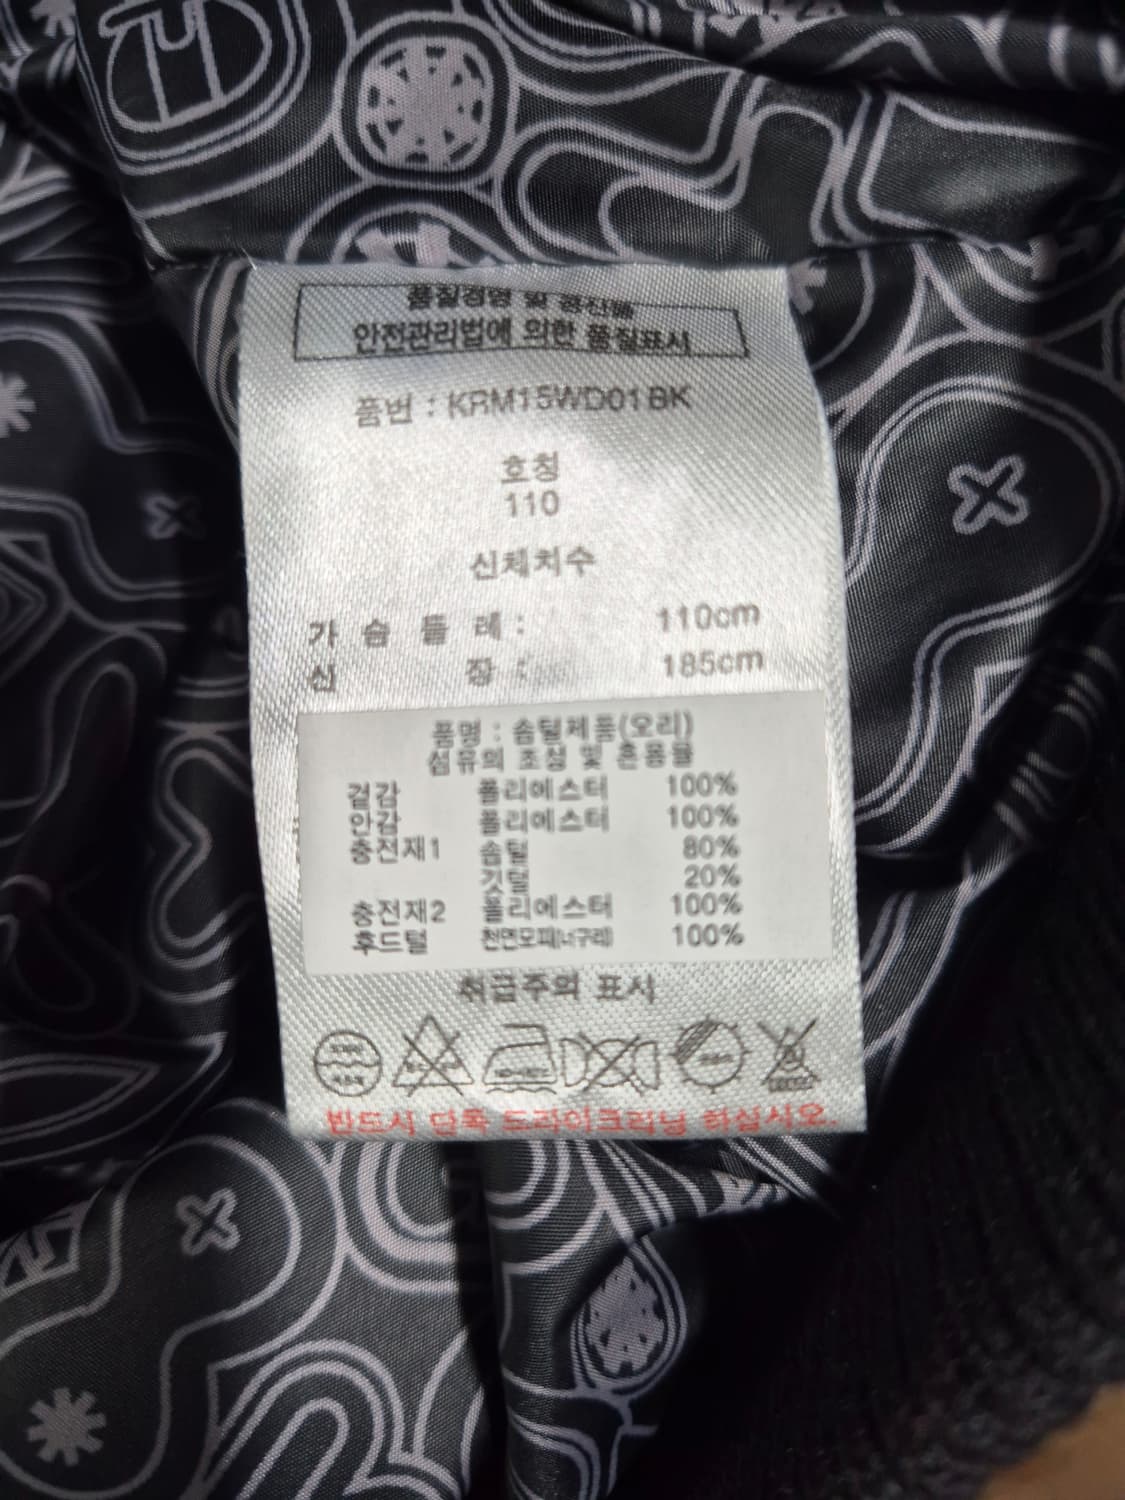 품질경영 및 공산품
안전관리법에 의한 품질표시
품번 : KRM15WD01BK
호칭
110
신체치수
가 슴 둘 레 : 110cm
신 장 : 185cm
품명 : 솜털제품(오리)
섬유의 조성 및 혼용율
겉감 폴리에스터 100%
안감 폴리에스터 100%
충전재1 솜털 80%
깃털 20%
충전재2 폴리에스터 100%
후드털 천연모피(너구리) 100%
취급주의 표시
반드시 단독 드라이크리닝 하십시오.